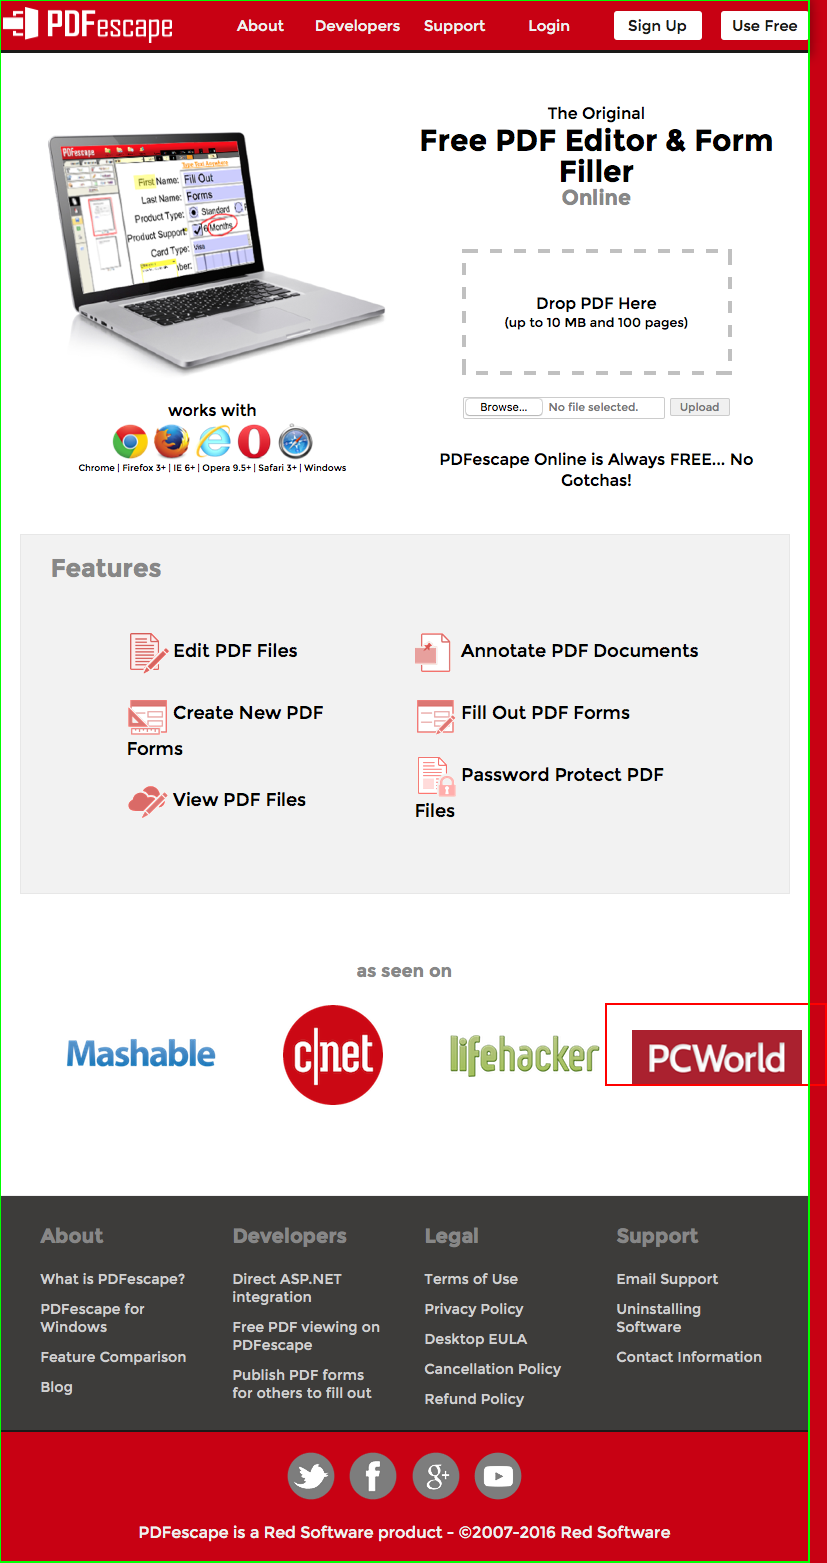 PDFescape
About Developers Support Login Sign Up Use Free
The Original
Free PDF Editor & Form
Filler
Online
PDFescape
Type Text Anywhere
First Name: Fill Out
Last Name: Forms
Product Type: Standard
Product Support: 6 Months
Card Type: Visa
Drop PDF Here
(up to 10 MB and 100 pages)
Browse... No file selected. Upload
works with
Chrome | Firefox 3+ | IE 6+ | Opera 9.5+ | Safari 3+ | Windows
PDFescape Online is Always FREE... No
Gotchas!
Features
Edit PDF Files
Create New PDF
Forms
View PDF Files
Annotate PDF Documents
Fill Out PDF Forms
Password Protect PDF
Files
as seen on
Mashable
c|net
lifehacker
PCWorld
About
What is PDFescape?
PDFescape for
Windows
Feature Comparison
Blog
Developers
Direct ASP.NET
integration
Free PDF viewing on
PDFescape
Publish PDF forms
for others to fill out
Legal
Terms of Use
Privacy Policy
Desktop EULA
Cancellation Policy
Refund Policy
Support
Email Support
Uninstalling
Software
Contact Information
PDFescape is a Red Software product - ©2007-2016 Red Software